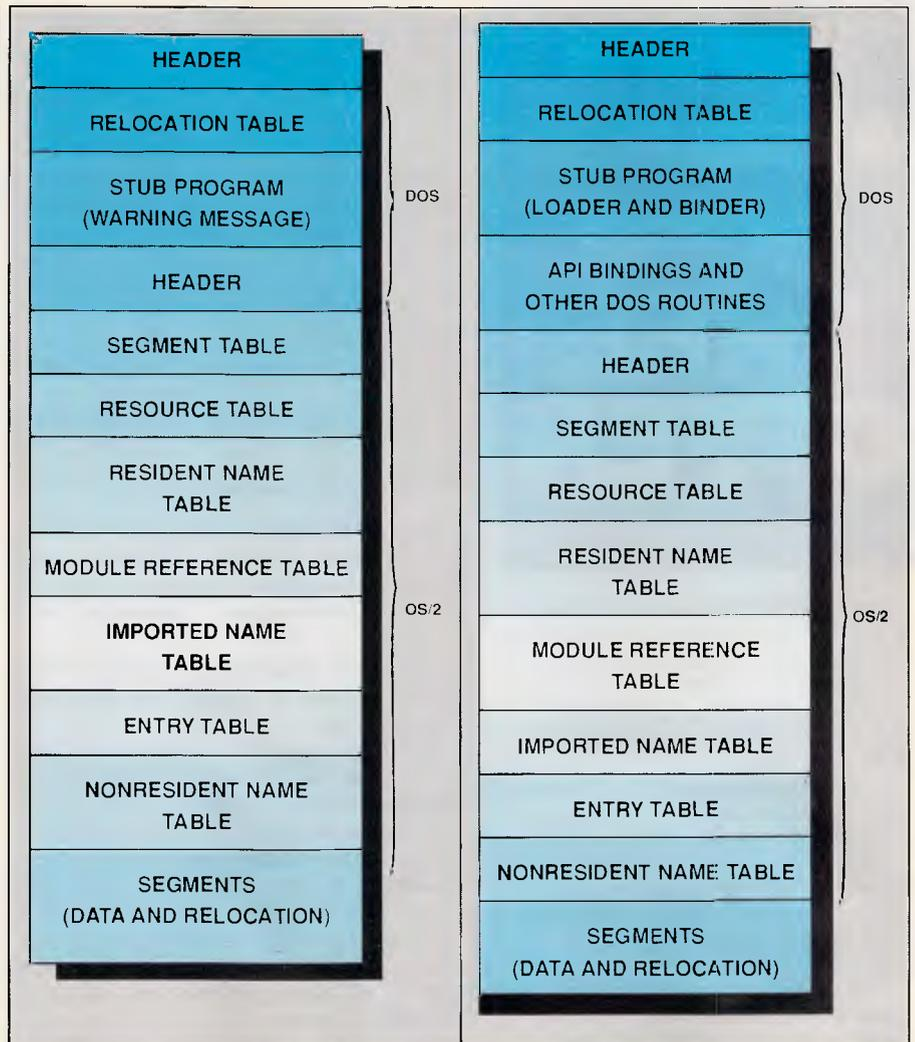 HEADER
RELOCATION TABLE
STUB PROGRAM
(WARNING MESSAGE)
HEADER
SEGMENT TABLE
RESOURCE TABLE
RESIDENT NAME
TABLE
MODULE REFERENCE TABLE
IMPORTED NAME
TABLE
ENTRY TABLE
NONRESIDENT NAME
TABLE
SEGMENTS
(DATA AND RELOCATION)
DOS
OS/2
HEADER
RELOCATION TABLE
STUB PROGRAM
(LOADER AND BINDER)
API BINDINGS AND
OTHER DOS ROUTINES
HEADER
SEGMENT TABLE
RESOURCE TABLE
RESIDENT NAME
TABLE
MODULE REFERENCE
TABLE
IMPORTED NAME TABLE
ENTRY TABLE
NONRESIDENT NAME TABLE
SEGMENTS
(DATA AND RELOCATION)
DOS
OS/2